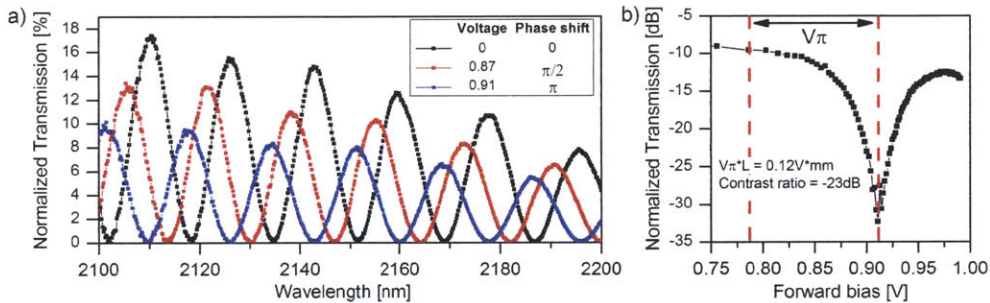 a)
Normalized Transmission [%]
18
16
14
12
10
8
6
4
2
0
Voltage Phase shift
0 0
0.87 π/2
0.91 π
2100 2120 2140 2160 2180 2200
Wavelength [nm]
b)
Normalized Transmission [dB]
-5
-10
-15
-20
-25
-30
-35
Vπ
Vπ*L = 0.12V*mm
Contrast ratio = -23dB
0.75 0.80 0.85 0.90 0.95 1.00
Forward bias [V]